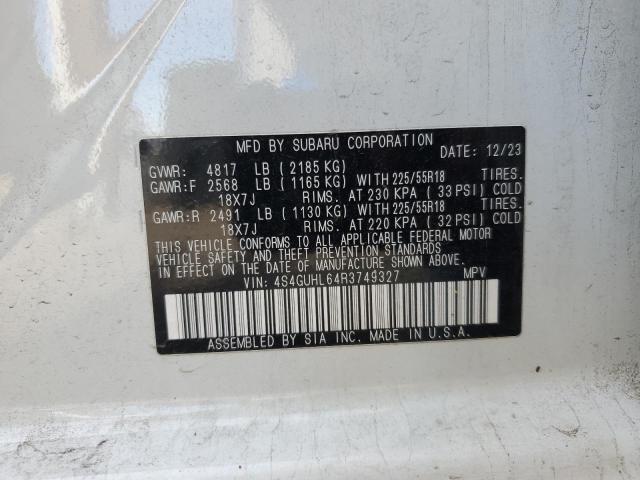 MFD BY SUBARU CORPORATION
GVWR: 4817 LB ( 2185 KG) DATE: 12/23
GAWR:F 2568 LB ( 1165 KG) WITH 225/55R18 TIRES.
18X7J RIMS. AT 230 KPA ( 33 PSI) COLD
GAWR:R 2491 LB ( 1130 KG) WITH 225/55R18 TIRES.
18X7J RIMS. AT 220 KPA ( 32 PSI) COLD
THIS VEHICLE CONFORMS TO ALL APPLICABLE FEDERAL MOTOR
VEHICLE SAFETY BUMPER, AND THEFT PREVENTION STANDARDS
IN EFFECT ON THE DATE OF MANUFACTURE SHOWN ABOVE.
VIN: 4S4GUHL64R3749327 MPV
ASSEMBLED BY SIA INC. MADE IN U.S.A.